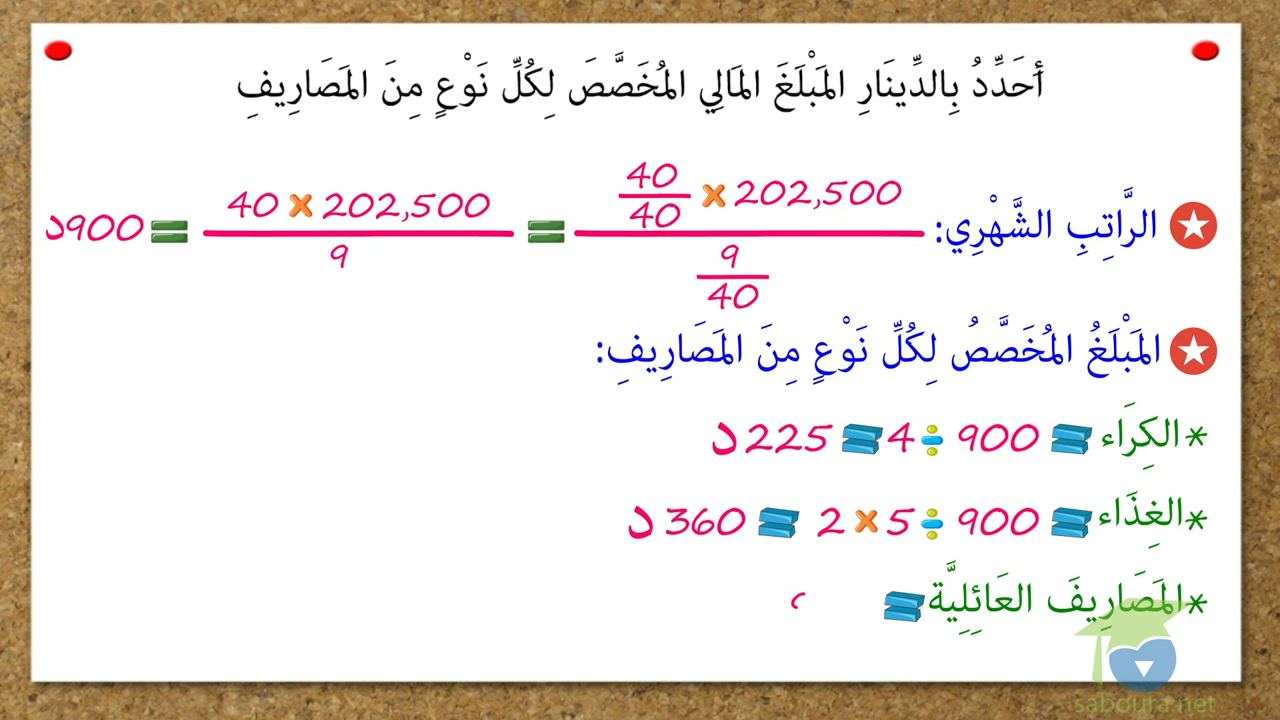 أُحَدِّدُ بِالدِّينَارِ المَبْلَغَ المَالِي المُخَصَّصَ لِكُلِّ نَوْعٍ مِنَ المَصَارِيفِ
الرَّاتِبِ الشَّهْرِي: 40/40 × 202,500 / 9/40 = 40 × 202,500 / 9 = 900د
المَبْلَغُ المُخَصَّصُ لِكُلِّ نَوْعٍ مِنَ المَصَارِيفِ:
*الكِرَاء = 900 ÷ 4 = 225 د
*الغِذَاء = 900 ÷ 5 × 2 = 360 د
*المَصَارِيفَ العَائِلِيَّة =
saboura.net